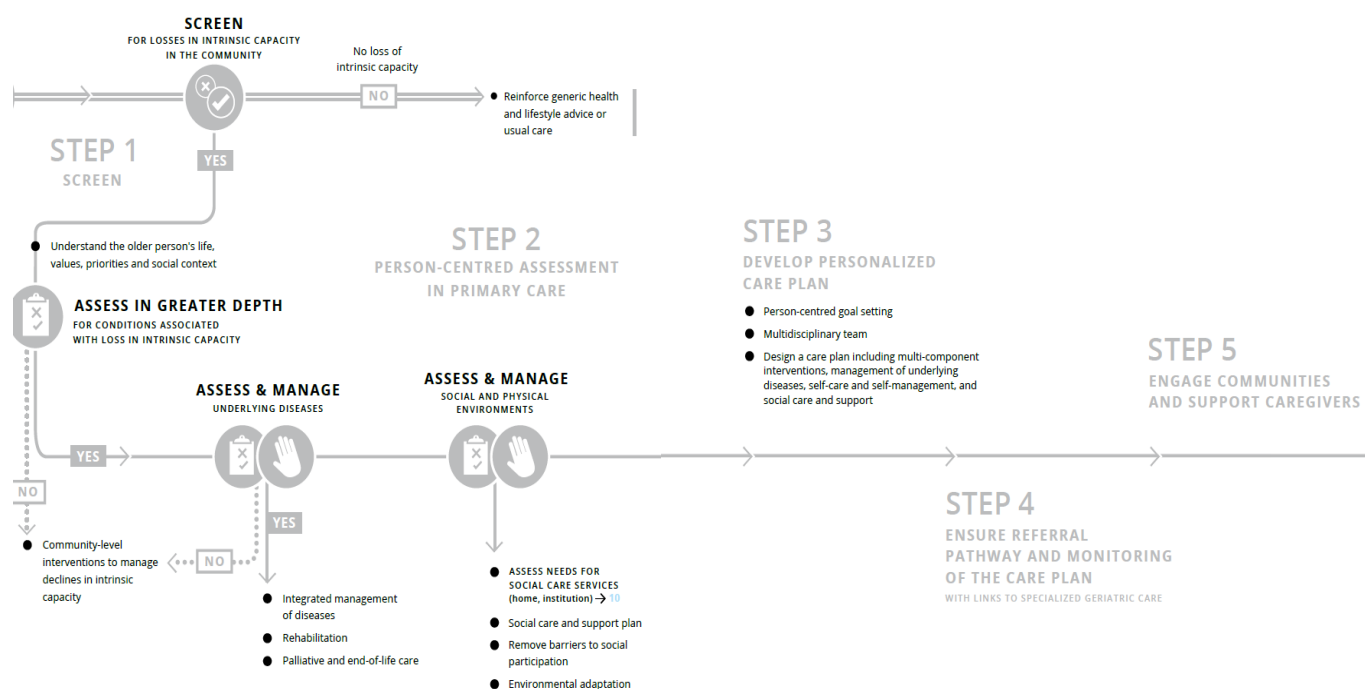 SCREEN
FOR LOSSES IN INTRINSIC CAPACITY
IN THE COMMUNITY
No loss of
intrinsic capacity
NO
Reinforce generic health
and lifestyle advice or
usual care
STEP 1
SCREEN
YES
Understand the older person's life,
values, priorities and social context
STEP 2
PERSON-CENTRED ASSESSMENT
IN PRIMARY CARE
ASSESS IN GREATER DEPTH
FOR CONDITIONS ASSOCIATED
WITH LOSS IN INTRINSIC CAPACITY
ASSESS & MANAGE
UNDERLYING DISEASES
ASSESS & MANAGE
SOCIAL AND PHYSICAL
ENVIRONMENTS
YES
NO
Community-level
interventions to manage
declines in intrinsic
capacity
NO
YES
Integrated management
of diseases
Rehabilitation
Palliative and end-of-life care
ASSESS NEEDS FOR
SOCIAL CARE SERVICES
(home, institution) → 10
Social care and support plan
Remove barriers to social
participation
Environmental adaptation
STEP 3
DEVELOP PERSONALIZED
CARE PLAN
Person-centred goal setting
Multidisciplinary team
Design a care plan including multi-component
interventions, management of underlying
diseases, self-care and self-management, and
social care and support
STEP 4
ENSURE REFERRAL
PATHWAY AND MONITORING
OF THE CARE PLAN
WITH LINKS TO SPECIALIZED GERIATRIC CARE
STEP 5
ENGAGE COMMUNITIES
AND SUPPORT CAREGIVERS